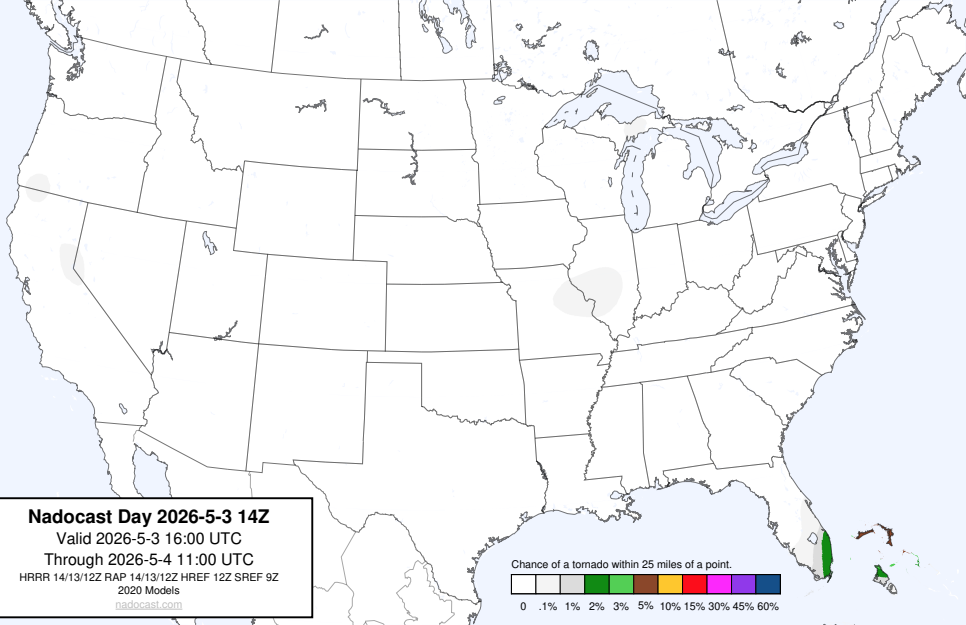 Nadocast Day 2026-5-3 14Z
Valid 2026-5-3 16:00 UTC
Through 2026-5-4 11:00 UTC
HRRR 14/13/12Z RAP 14/13/12Z HREF 12Z SREF 9Z
2020 Models
nadocast.com
Chance of a tornado within 25 miles of a point.
0 .1% 1% 2% 3% 5% 10% 15% 30% 45% 60%